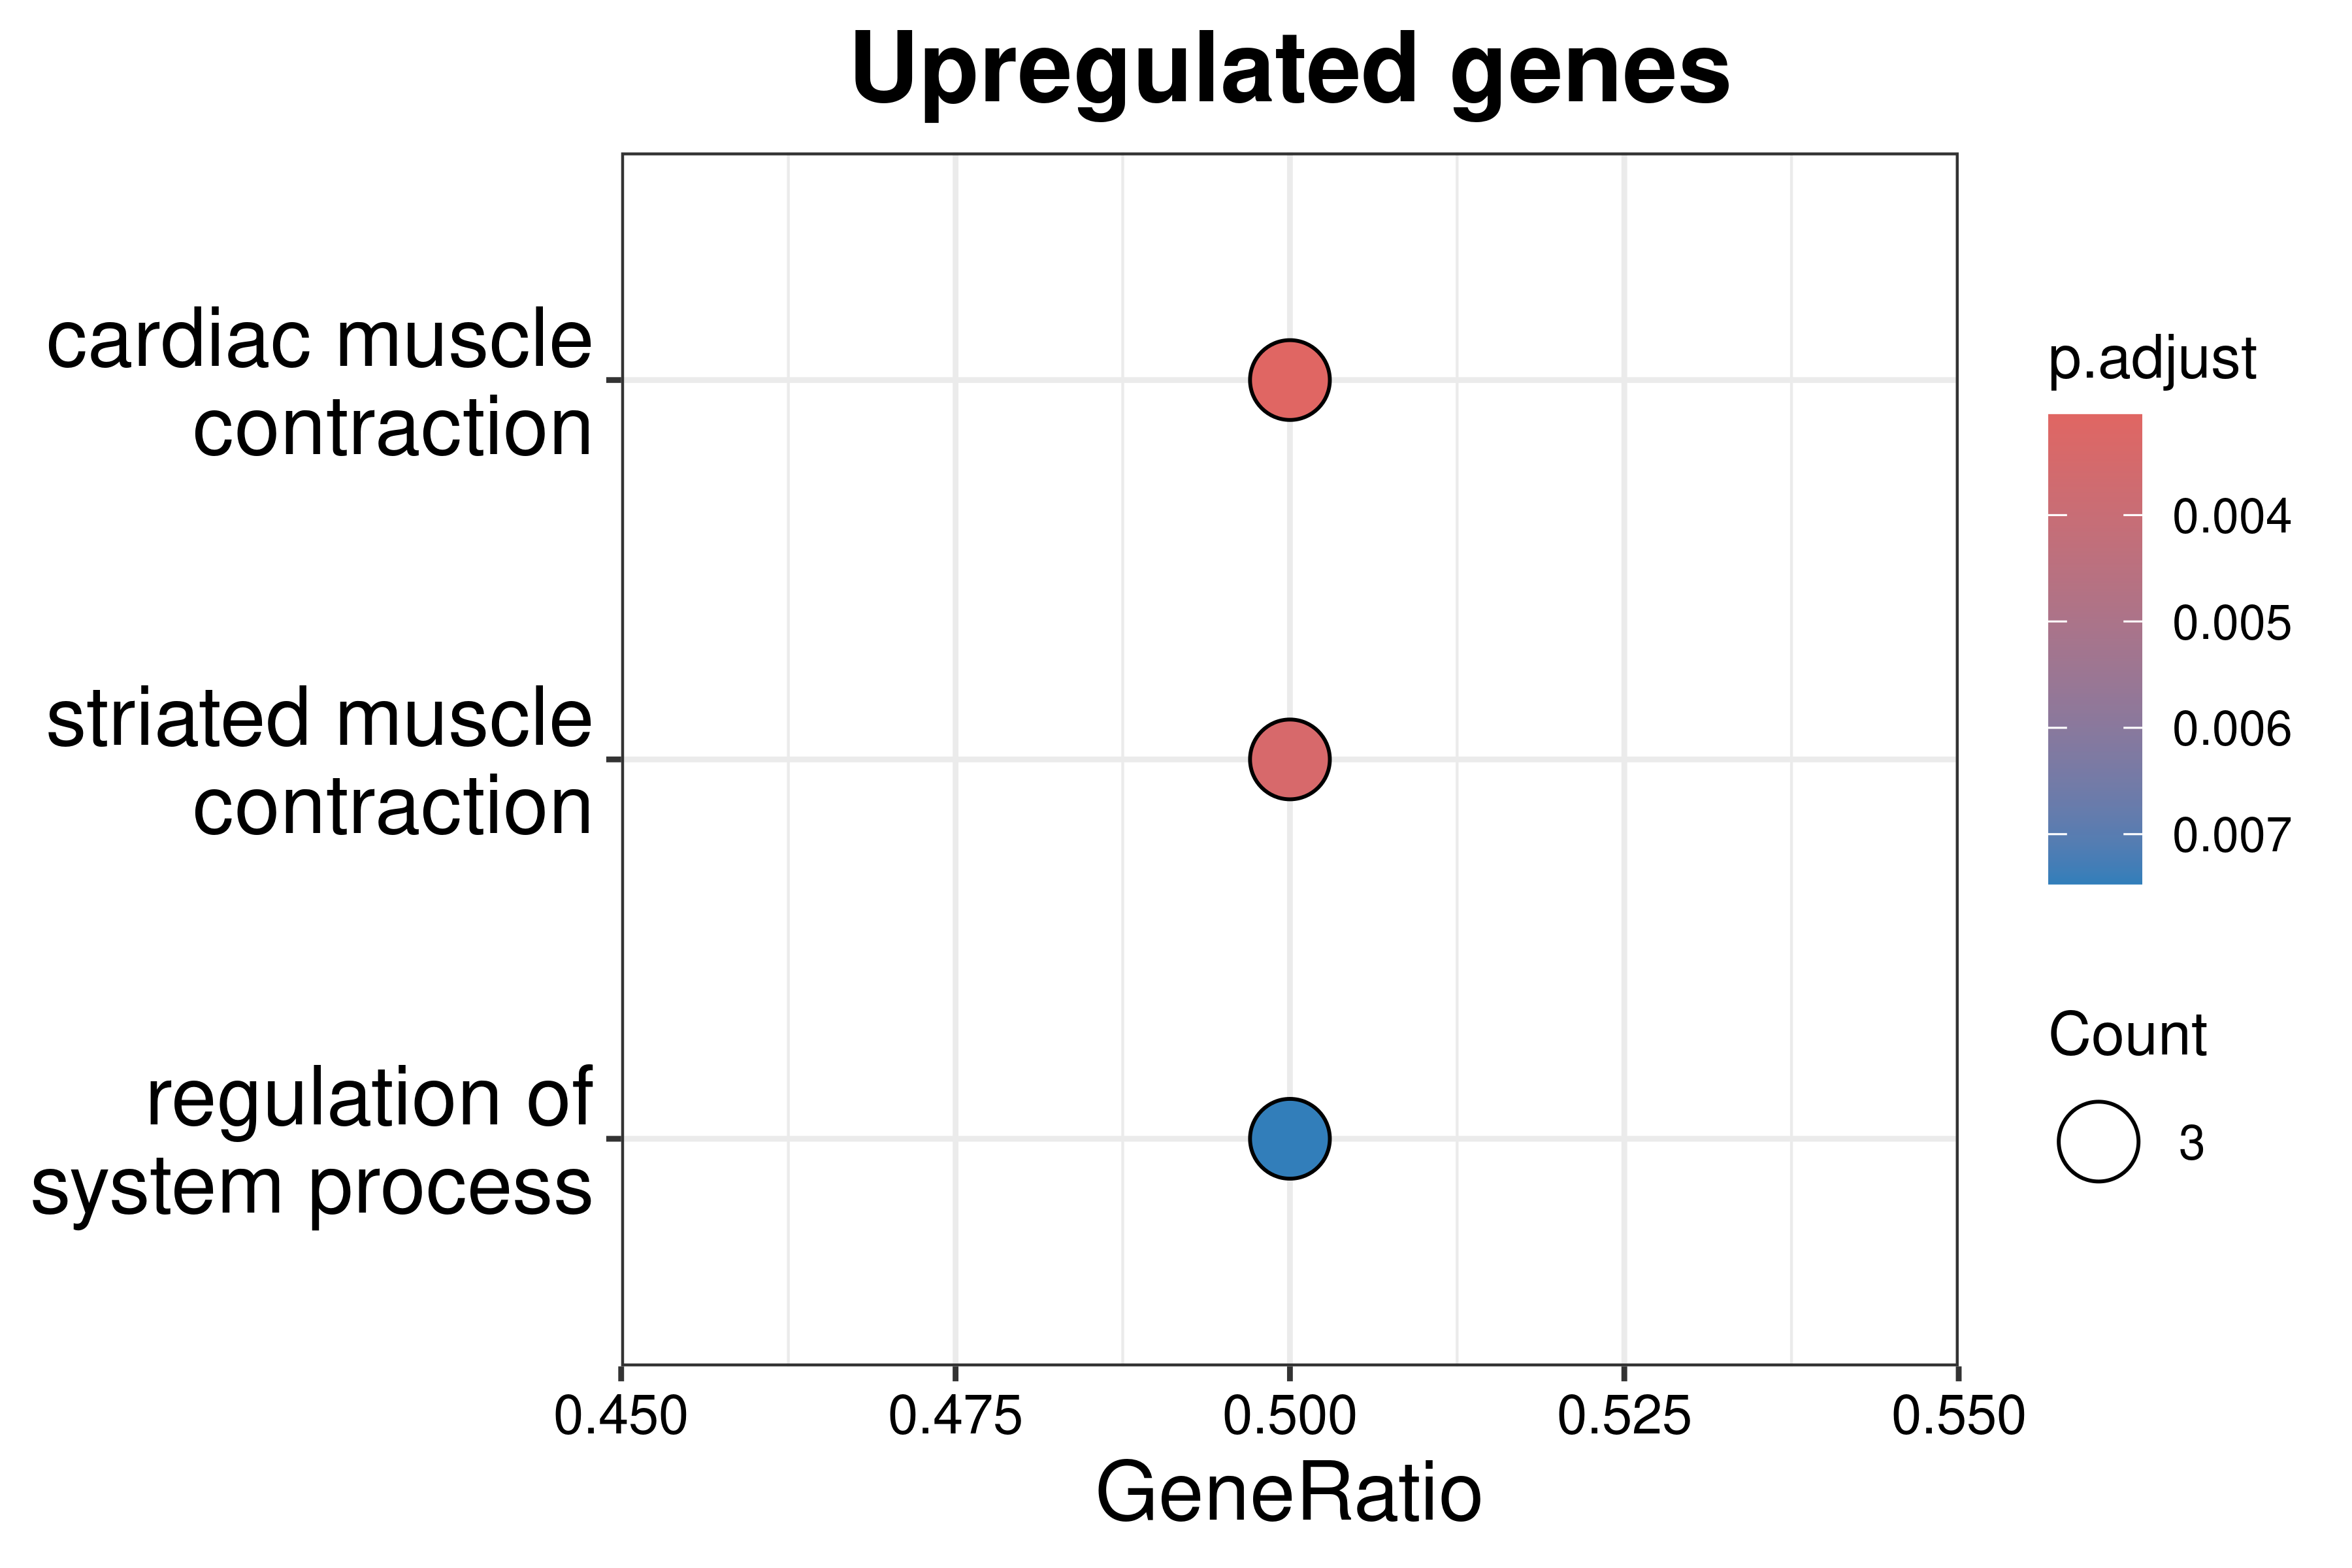 Upregulated genes
cardiac muscle
contraction
striated muscle
contraction
regulation of
system process
0.450
0.475
0.500
0.525
0.550
GeneRatio
p.adjust
0.004
0.005
0.006
0.007
Count
3